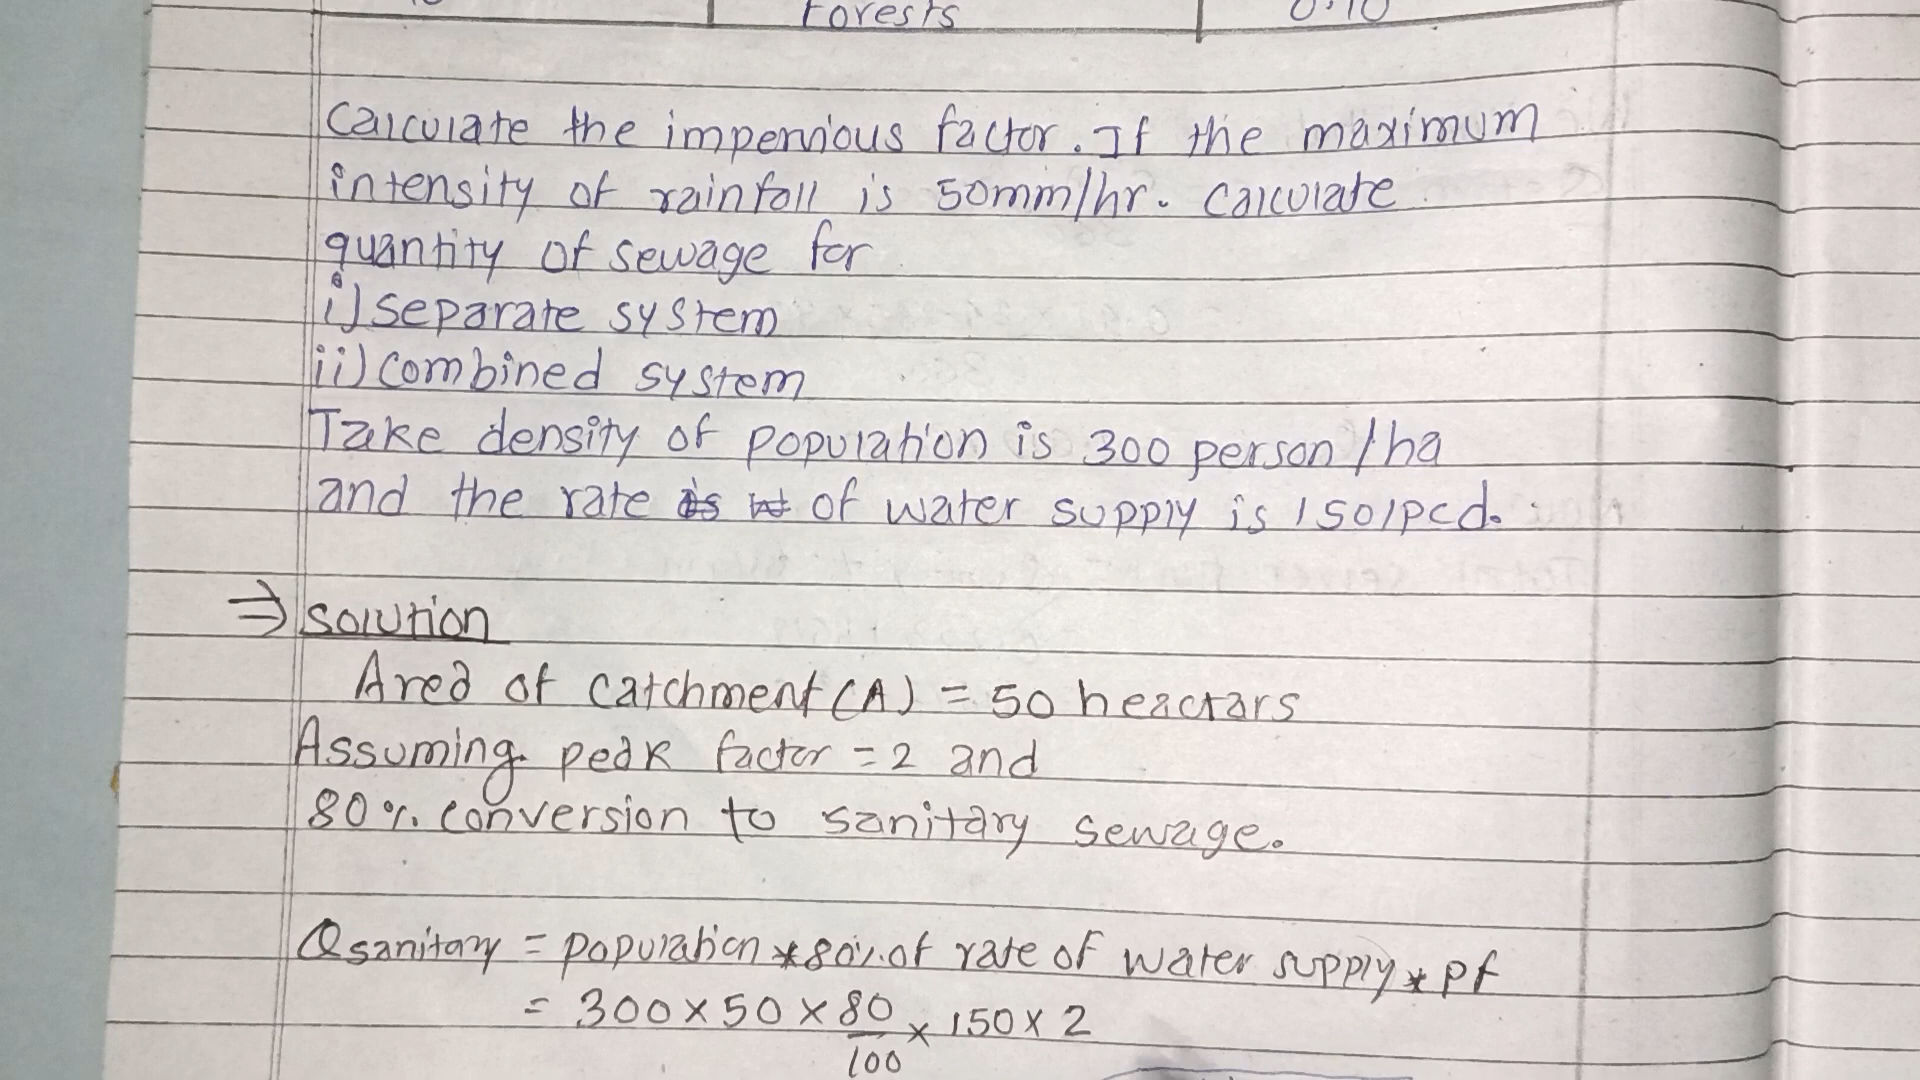 Forests 0.10
Calculate the impervious factor. If the maximum
intensity of rainfall is 50mm/hr. Calculate
quantity of sewage for
i) separate system
ii) combined system
Take density of population is 300 person /ha
and the rate of water supply is 150lpcd.
⇒ Solution
Area of catchment (A) = 50 heactars
Assuming peak factor = 2 and
80% conversion to sanitary sewage.
Qsanitary = population * 80% of rate of water supply * pf
= 300 × 50 × 80/100 × 150 × 2